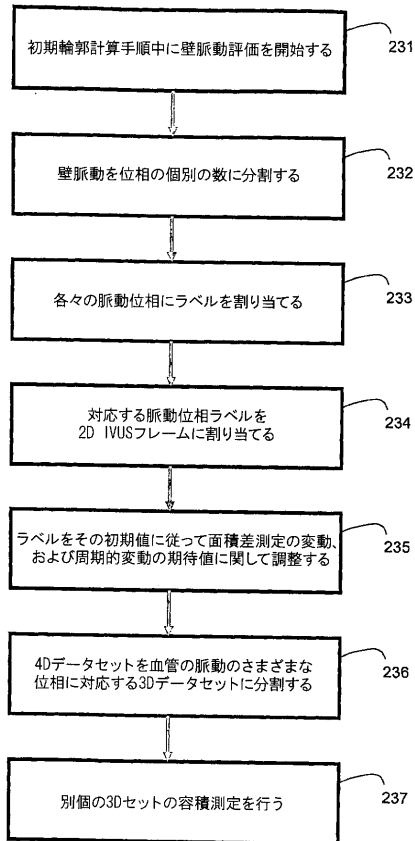 初期輪郭計算手順中に壁脈動評価を開始する
231
壁脈動を位相の個別の数に分割する
232
各々の脈動位相にラベルを割り当てる
233
対応する脈動位相ラベルを
2D IVUSフレームに割り当てる
234
ラベルをその初期値に従って面積差測定の変動、
および周期的変動の期待値に関して調整する
235
4Dデータセットを血管の脈動のさまざまな
位相に対応する3Dデータセットに分割する
236
別個の3Dセットの容積測定を行う
237